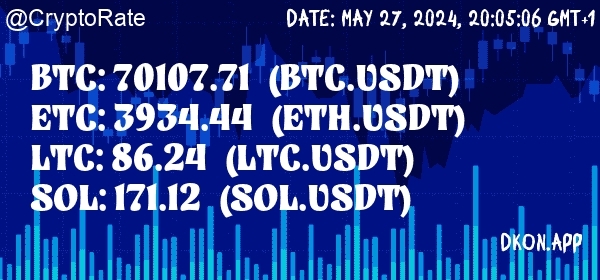 @CryptoRate
DATE: MAY 27, 2024, 20:05:06 GMT+1
BTC: 70107.71 (BTC.USDT)
ETC: 3934.44 (ETH.USDT)
LTC: 86.24 (LTC.USDT)
SOL: 171.12 (SOL.USDT)
DKON.APP